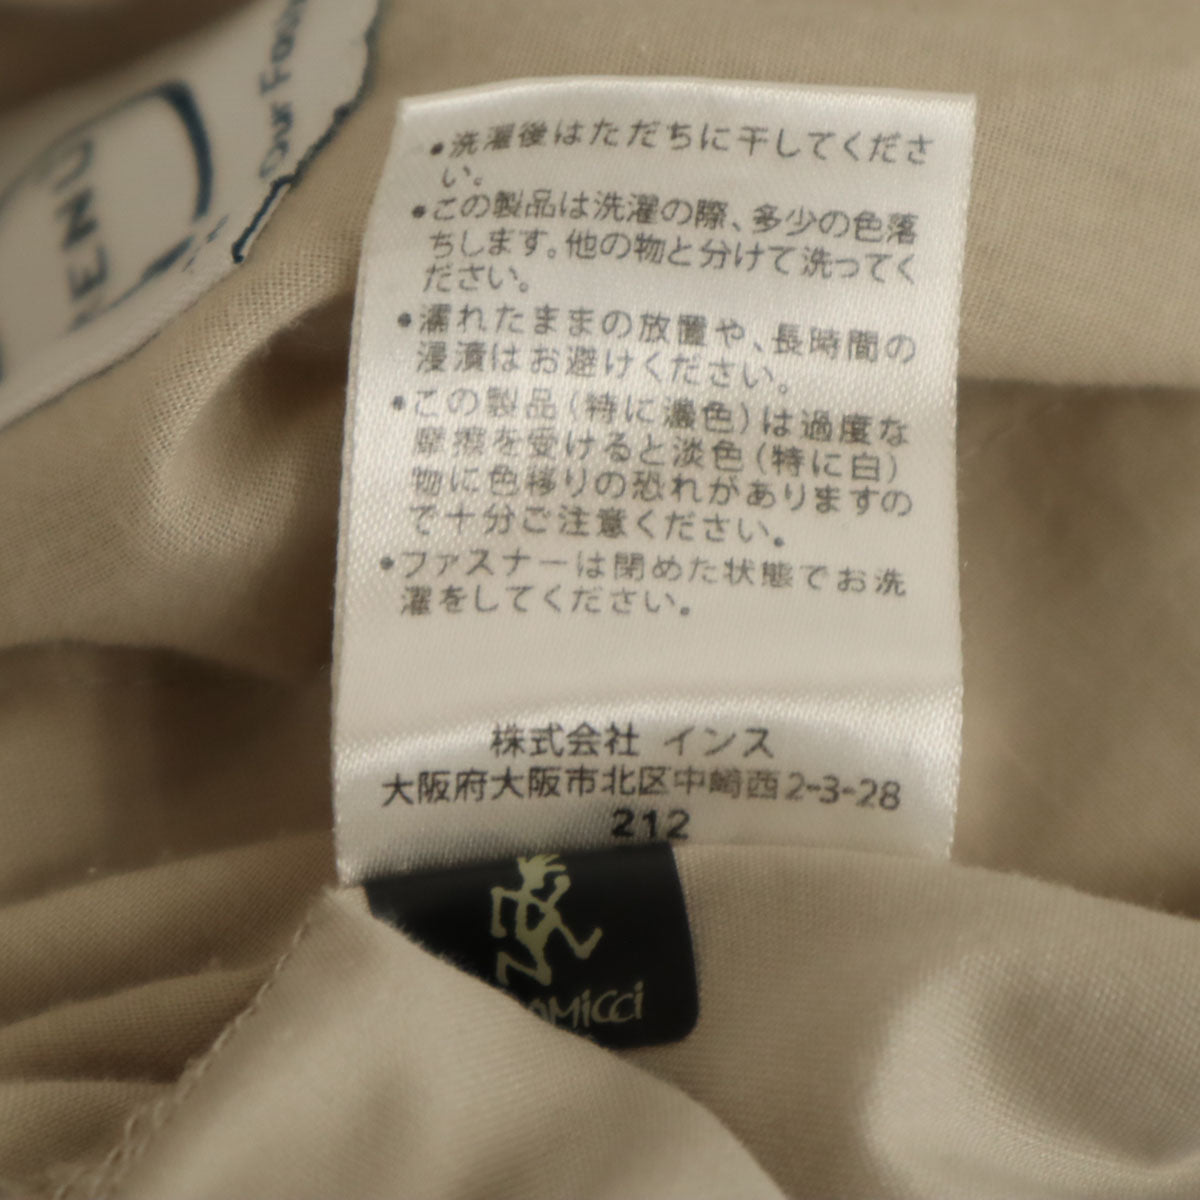 Our Fa
MENU
・洗濯後はただちに干してくださ
い。
・この製品は洗濯の際、多少の色落
ちします。他の物と分けて洗ってく
ださい。
・濡れたままの放置や、長時間の
浸漬はお避けください。
・この製品(特に濃色)は過度な
摩擦を受けると淡色(特に白)
物に色移りの恐れがありますの
で十分ご注意ください。
・ファスナーは閉めた状態でお洗
濯をしてください。
株式会社 インス
大阪府大阪市北区中崎西2-3-28
212
AMiCCi